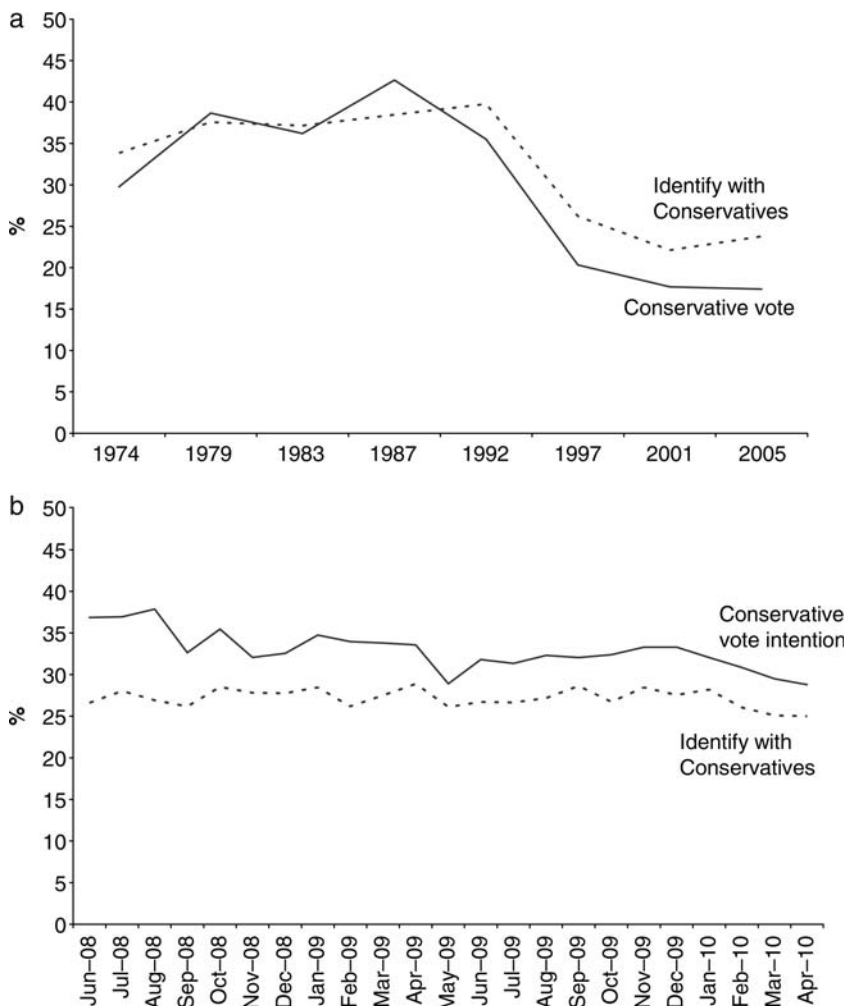 a
50
45
40
35
30
25
20
15
10
5
0
%
Identify with
Conservatives
Conservative vote
1974 1979 1983 1987 1992 1997 2001 2005
b
50
45
40
35
30
25
20
15
10
5
0
%
Conservative
vote intention
Identify with
Conservatives
Jun–08
Jul–08
Aug–08
Sep–08
Oct–08
Nov–08
Dec–08
Jan–09
Feb–09
Mar–09
Apr–09
May–09
Jun–09
Jul–09
Aug–09
Sep–09
Oct–09
Nov–09
Dec–09
Jan–10
Feb–10
Mar–10
Apr–10